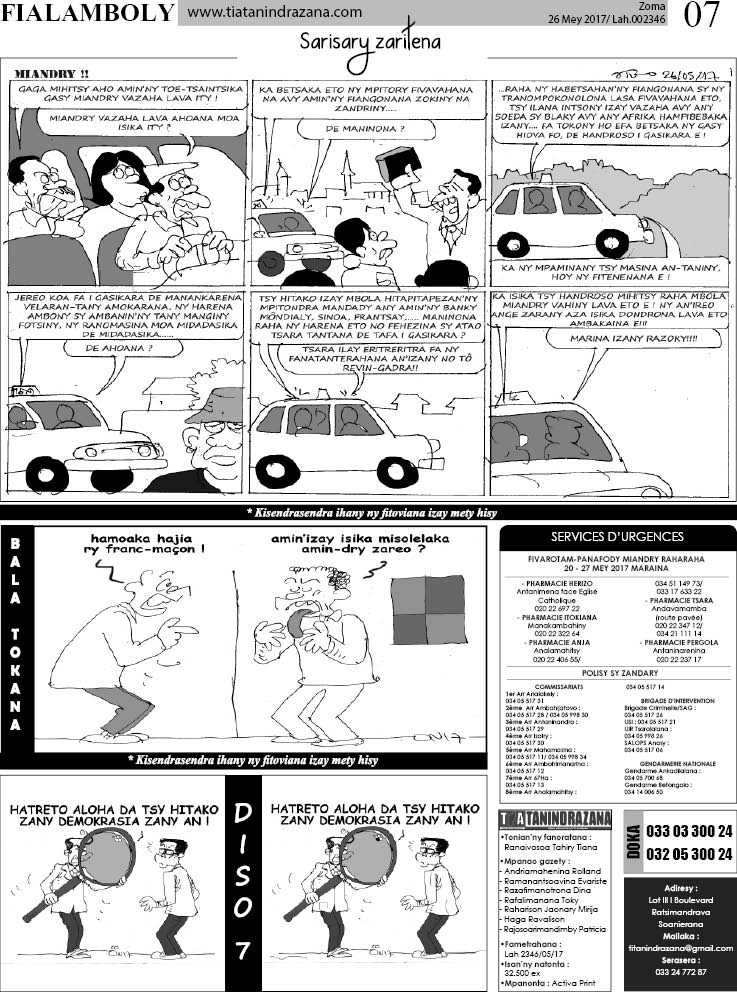 FIALAMBOLY
www.tiatanindrazana.com
Zoma
26 Mey 2017/ Lah.002346
07
Sarisary zaritena
MIANDRY !!
26/05/17
GAGA MIHITSY AHO AMIN'NY TOE-TSAINTSIKA
GASY MIANDRY VAZAHA LAVA ITY !
MIANDRY VAZAHA LAVA AHOANA MOA
ISIKA ITY ?
KA BETSAKA ETO NY MPITORY FIVAVAHANA
NA AVY AMIN'NY FIANGONANA ZOKINY NA
ZANDRINY.....
DE MANINONA ?
...RAHA NY HABETSAHAN'NY FIANGONANA SY NY
TRANOMPOKONOLONA LASA FIVAVAHANA ETO,
TSY ILANA INTSONY IZAY VAZAHA AVY ANY
SOEDA SY BLAKY AVY ANY AFRIKA HAMPIBEBAKA
IZANY.... FA TOKONY HO EFA BETSAKA NY GASY
HIOVA FO, DE HANDROSO I GASIKARA E !
KA NY MPAMINANY TSY MASINA AN-TANINY,
HOY NY FITENENANA E !
JEREO KOA FA I GASIKARA DE MANANKARENA
VELARAN-TANY AMOKARANA, NY HARENA
AMBONY SY AMBANIN'NY TANY MANGINY
FOTSINY, NY RANOMASINA MOA MIDADASIKA
DE MIDADASIKA......
DE AHOANA ?
TSY HITAKO IZAY MBOLA HITAPITAPEZAN'NY
MPITONDRA MANDADY ANY AMIN'NY BANKY
MÔNDIALY, SINOA, FRANTSAY,..... MANINONA
RAHA NY HARENA ETO NO FEHEZINA SY ATAO
TSARA TANTANA DE TAFA I GASIKARA ?
TSARA ILAY ERITRERITRA FA NY
FANATANTERAHANA AN'IZANY NO TÔ
REVIN-GADRA!!
KA ISIKA TSY HANDROSO MIHITSY RAHA MBOLA
MIANDRY VAHINY LAVA ETO E ! NY AN'IREO
ANGE ZARANY AZA ISIKA DONDRONA LAVA ETO
AMBAKAINA E!!!
MARINA IZANY RAZOKY!!!!
* Kisendrasendra ihany ny fitoviana izay mety hisy
BALA TOKANA
hamoaka hajia
ry franc-maçon !
amin'izay isika misolelaka
amin-dry zareo ?
* Kisendrasendra ihany ny fitoviana izay mety hisy
SERVICES D'URGENCES
FIVAROTAM-PANAFODY MIANDRY RAHARAHA
20 - 27 MEY 2017 MARAINA
- PHARMACIE HERIZO
Antanimena face Eglise
Catholique
020 22 697 22
- PHARMACIE ITOKIANA
Manakambahiny
020 22 322 64
- PHARMACIE ANJA
Analamahitsy
020 22 406 55/
034 51 149 73/
033 17 633 22
- PHARMACIE TSARA
Andavamamba
(route pavée)
020 22 347 12/
034 21 111 14
- PHARMACIE PERGOLA
Antaninarenina
020 22 237 17
POLISY SY ZANDARY
COMMISSARIATS
1er Arr Analakely :
034 05 517 31
2ème Arr Ambohijatovo :
034 05 517 28 / 034 05 998 30
3ème Arr Antaninandro :
034 05 517 29
4ème Arr Isotry :
034 05 517 30
5ème Arr Mahamasina :
034 05 517 11/ 034 05 998 34
6ème Arr Ambohimanarina :
034 05 517 12
7ème Arr 67Ha :
034 05 517 13
8ème Arr Analamahitsy :
034 05 517 14
BRIGADE D'INTERVENTION
Brigade Criminelle/SAG :
034 05 517 26
USI : 034 05 517 21
UIR Tsaralalana :
034 05 998 26
SALOPS Anosy :
034 05 517 06
GENDARMERIE NATIONALE
Gendarme Ankadikalana :
034 05 700 68
Gendarme Betongolo :
034 14 006 50
HATRETO ALOHA DA TSY HITAKO
ZANY DEMOKRASIA ZANY AN !
DISO 7
HATRETO ALOHA DA TSY HITAKO
ZANY DEMOKRASIA ZANY AN !
TIA TANINDRAZANA
•Tonian'ny fanoratana :
Ranaivosoa Tahiry Tiana
•Mpanao gazety :
- Andriamahenina Rolland
- Ramanantsoavina Evariste
- Razafimanotrona Dina
- Rafalimanana Toky
- Raharison Jaonary Mirija
- Haga Ravalison
- Rajosoarimandimby Patricia
•Fametrahana :
Lah 2346/05/17
•Isan'ny natonta :
32.500 ex
•Mpanonta : Activa Print
DOKA
033 03 300 24
032 05 300 24
Adiresy :
Lot III I Boulevard
Ratsimandrava
Soanierana
Mailaka :
titanindrazana@gmail.com
Serasera :
033 24 772 87